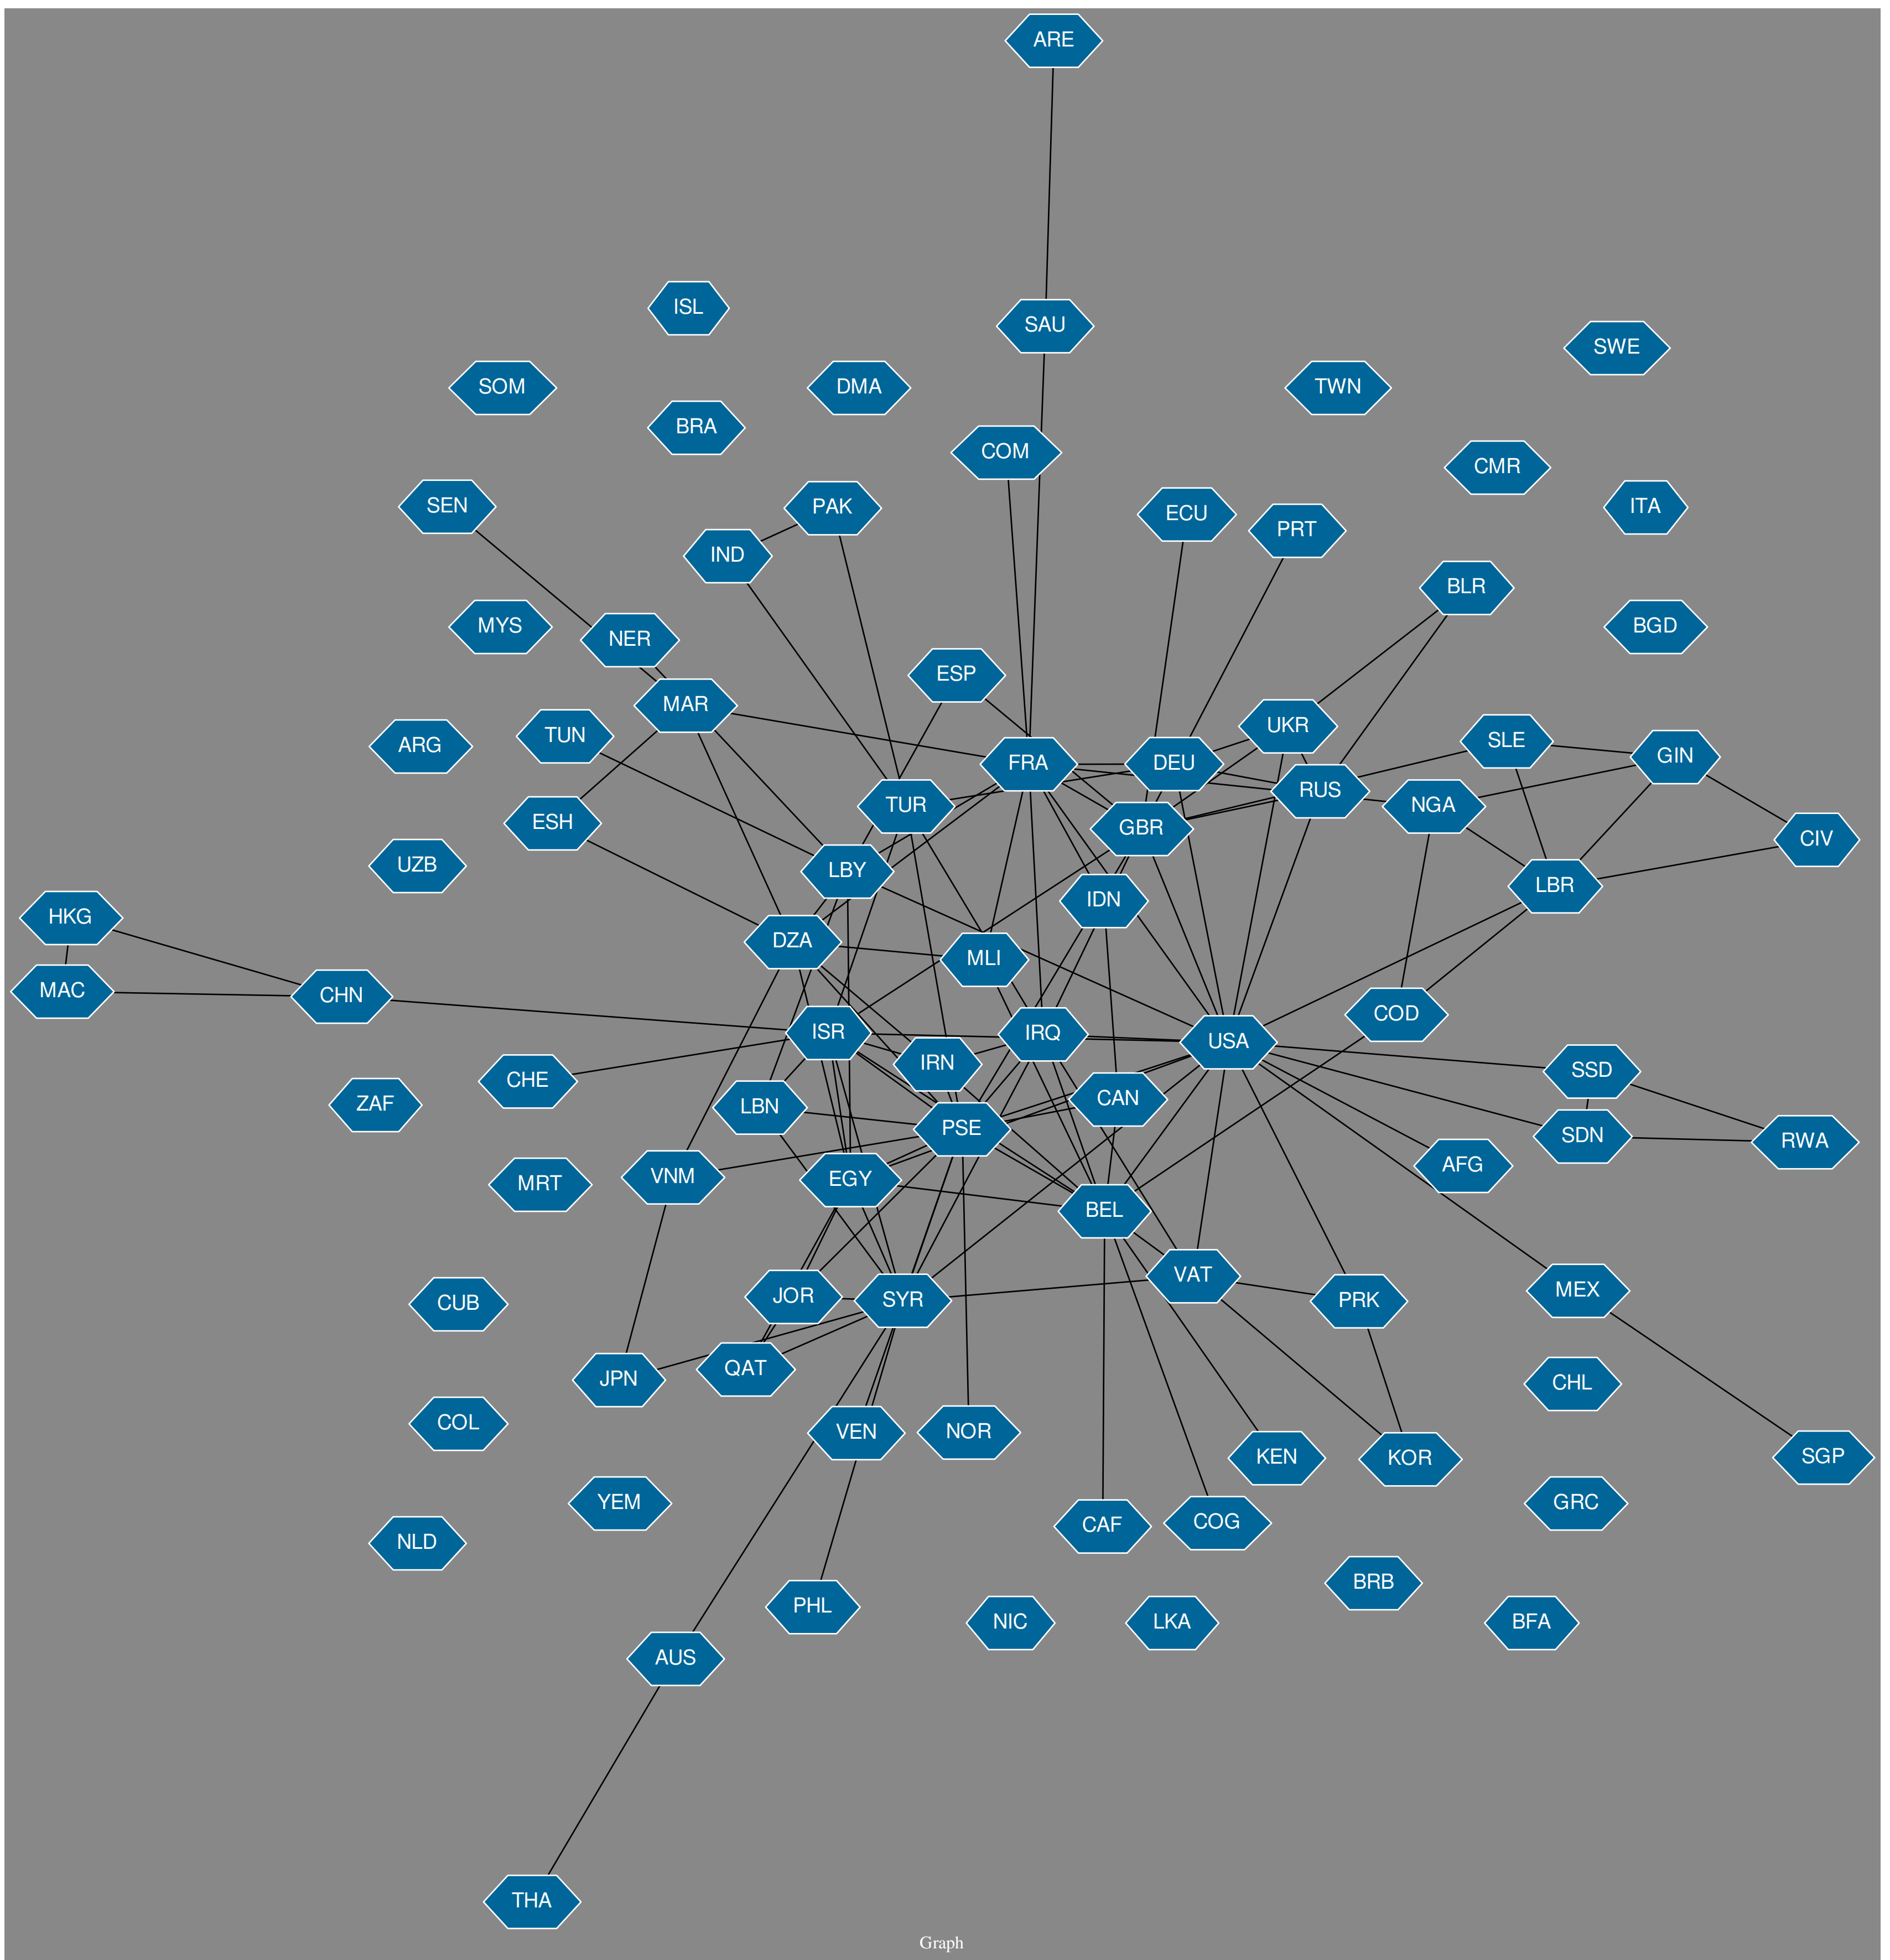 ARE
ISL
SAU
SWE
SOM
DMA
TWN
BRA
COM
CMR
SEN
PAK
ITA
ECU
PRT
IND
BLR
MYS
BGD
NER
ESP
MAR
UKR
TUN
SLE
ARG
GIN
FRA
DEU
RUS
TUR
NGA
ESH
GBR
CIV
UZB
LBY
LBR
IDN
HKG
DZA
MLI
MAC
CHN
COD
ISR
IRQ
USA
IRN
SSD
CHE
CAN
ZAF
LBN
PSE
SDN
RWA
AFG
VNM
EGY
MRT
BEL
VAT
MEX
JOR
SYR
PRK
CUB
QAT
JPN
CHL
COL
VEN
NOR
KEN
KOR
SGP
YEM
GRC
COG
CAF
NLD
BRB
PHL
NIC
LKA
BFA
AUS
THA
Graph